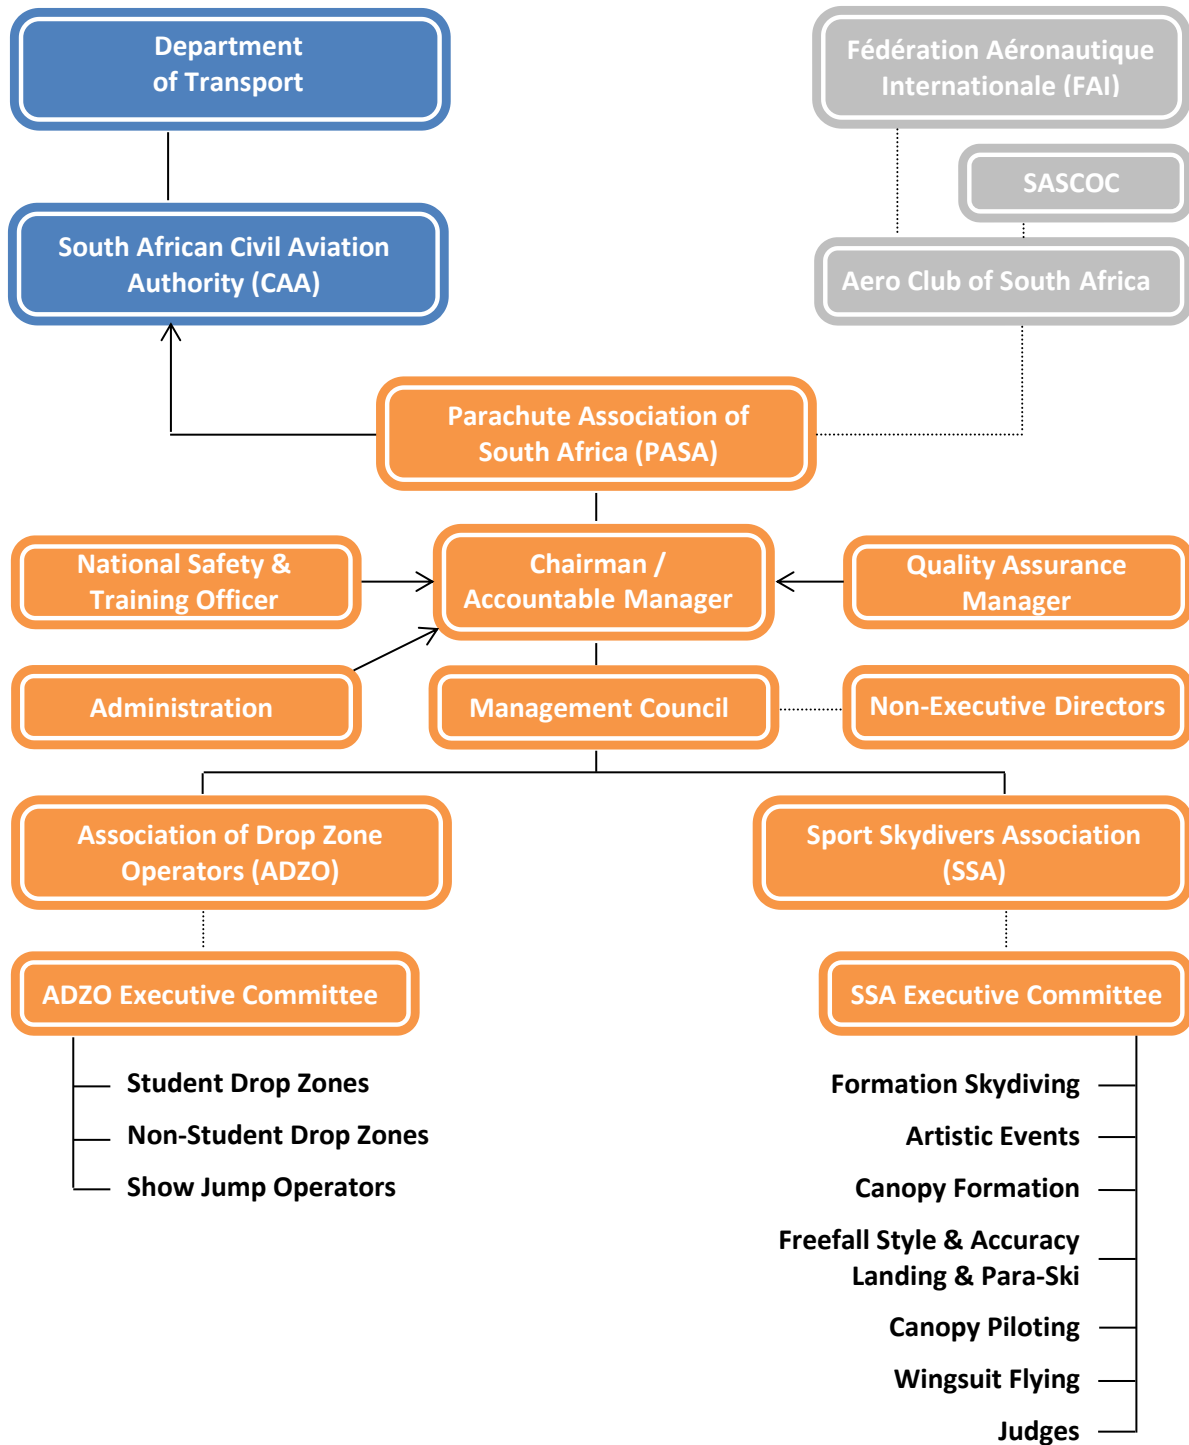 Department
of Transport
Fédération Aéronautique
Internationale (FAI)
SASCOC
South African Civil Aviation
Authority (CAA)
Aero Club of South Africa
Parachute Association of
South Africa (PASA)
National Safety &
Training Officer
Chairman /
Accountable Manager
Quality Assurance
Manager
Administration
Management Council
Non-Executive Directors
Association of Drop Zone
Operators (ADZO)
Sport Skydivers Association
(SSA)
ADZO Executive Committee
SSA Executive Committee
Student Drop Zones
Non-Student Drop Zones
Show Jump Operators
Formation Skydiving
Artistic Events
Canopy Formation
Freefall Style & Accuracy
Landing & Para-Ski
Canopy Piloting
Wingsuit Flying
Judges